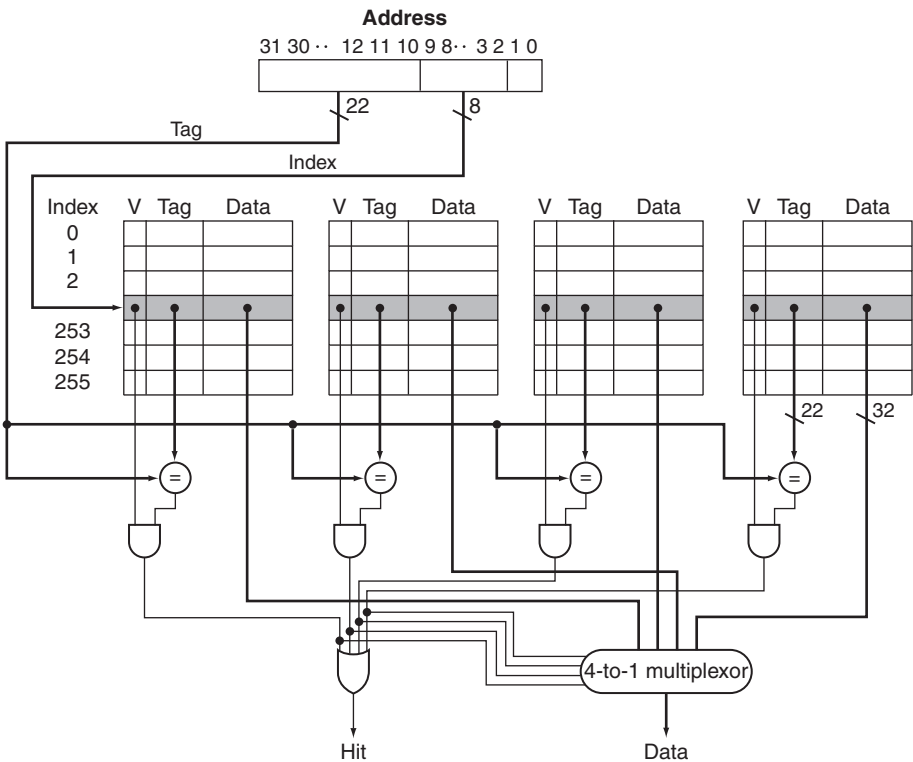 Address
31 30 ·· 12 11 10 9 8 ·· 3 2 1 0
22 8
Tag
Index
Index V Tag Data V Tag Data V Tag Data V Tag Data
0
1
2
253
254
255
22 32
= = = =
4-to-1 multiplexor
Hit Data